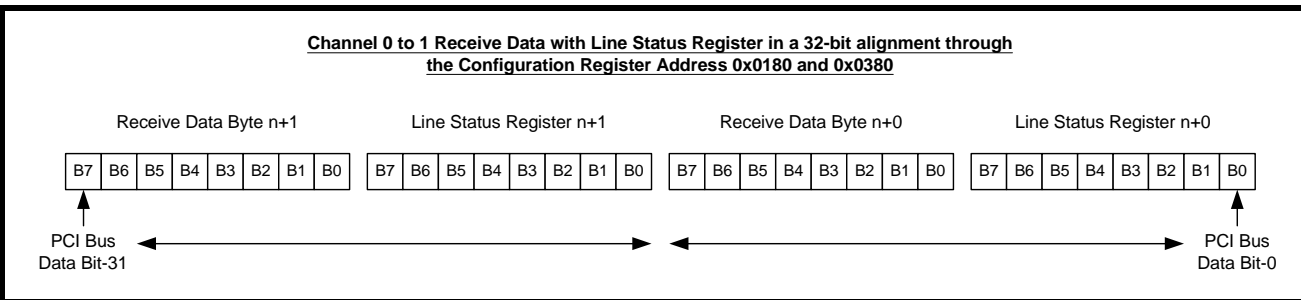 Channel 0 to 1 Receive Data with Line Status Register in a 32-bit alignment through
the Configuration Register Address 0x0180 and 0x0380
Receive Data Byte n+1 Line Status Register n+1 Receive Data Byte n+0 Line Status Register n+0
B7 B6 B5 B4 B3 B2 B1 B0 B7 B6 B5 B4 B3 B2 B1 B0 B7 B6 B5 B4 B3 B2 B1 B0 B7 B6 B5 B4 B3 B2 B1 B0
PCI Bus
Data Bit-31
PCI Bus
Data Bit-0